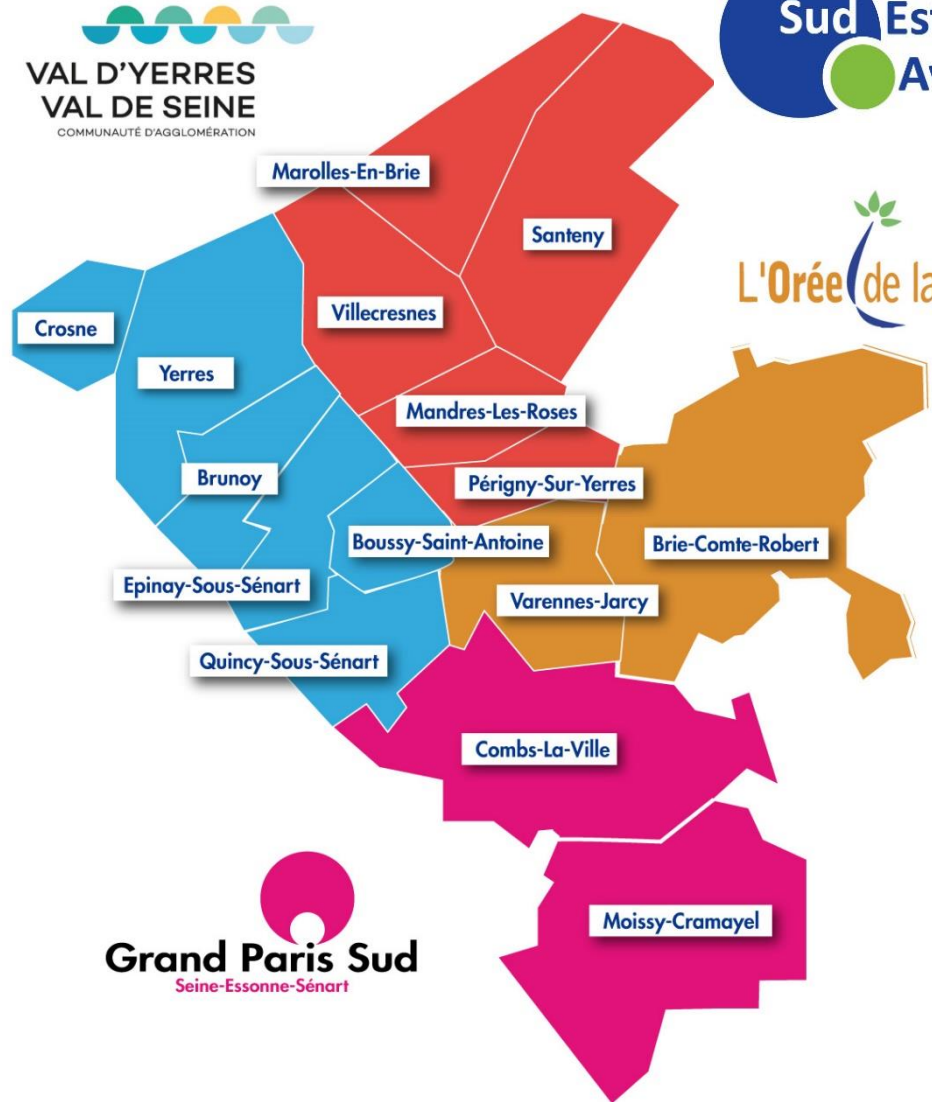 VAL D'YERRES
VAL DE SEINE
COMMUNAUTÉ D'AGGLOMÉRATION
Sud Est
L'Orée de la
Marolles-En-Brie
Santeny
Villecresnes
Crosne
Yerres
Mandres-Les-Roses
Brunoy
Périgny-Sur-Yerres
Boussy-Saint-Antoine
Brie-Comte-Robert
Epinay-Sous-Sénart
Varennes-Jarcy
Quincy-Sous-Sénart
Combs-La-Ville
Moissy-Cramayel
Grand Paris Sud
Seine-Essonne-Sénart